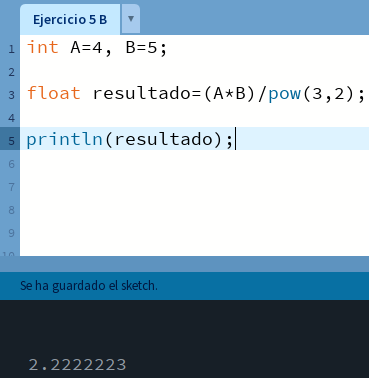 Ejercicio 5 B ▼
1 int A=4, B=5;
2
3 float resultado=(A*B)/pow(3,2);
4
5 println(resultado);
6
7
8
9
10
Se ha guardado el sketch.
2.2222223